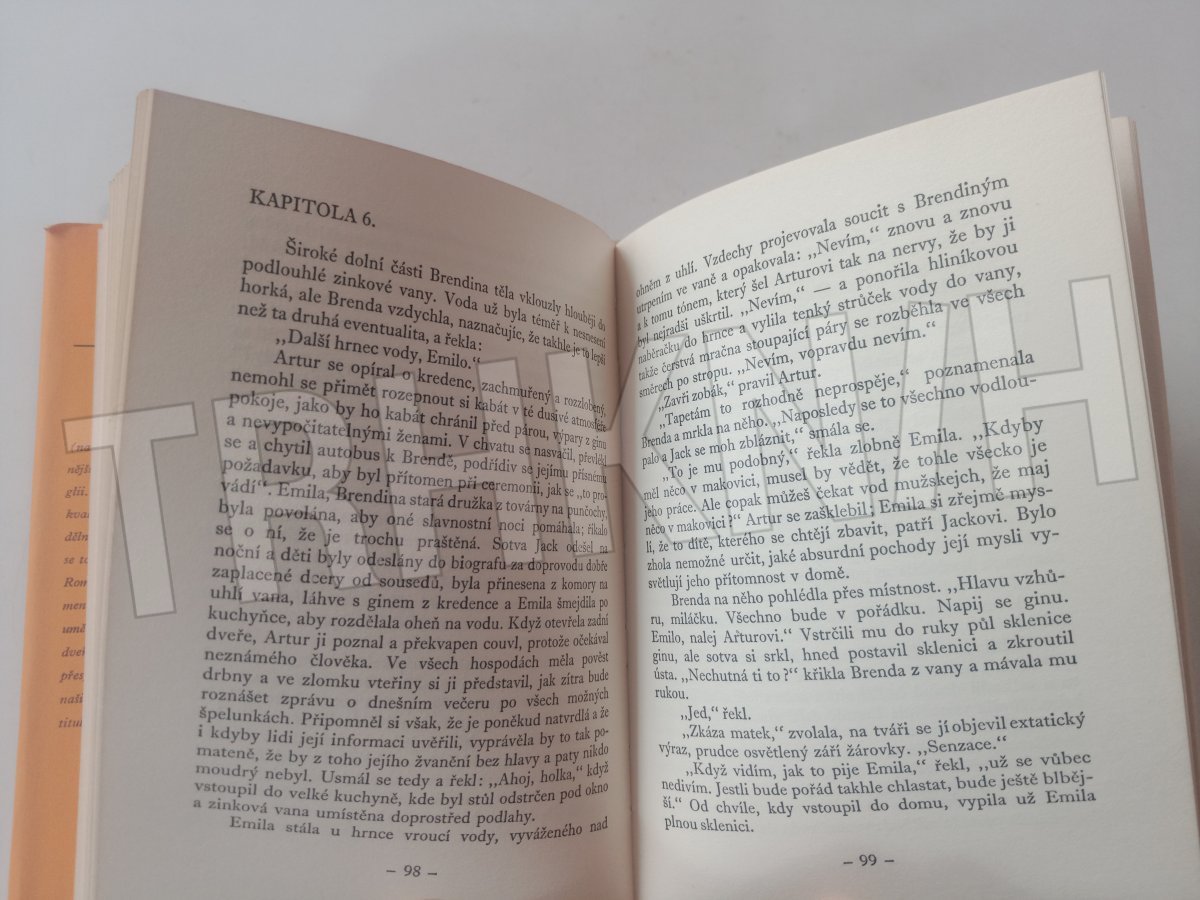 KAPITOLA 6.
Široké dolní části Brendina těla vklouzly hlouběji do
podlouhlé zinkové vany. Voda už byla téměř k nesnesení
horká, ale Brenda vzdychla, naznačujíc, že takhle je to lepší
než ta druhá eventualita, a řekla:
,,Další hrnec vody, Emilo.“
Artur se opíral o kredenc, zachmuřený a rozzlobený,
nemohl se přimět rozepnout si kabát v té dusivé atmosféře
pokoje, jako by ho kabát chránil před párou, výpary z ginu
a nevypočitatelnými ženami. V chvatu se nasvačil, převlékl
se a chytil autobus k Brendě, podřídiv se jejímu přísnému
požadavku, aby byl přítomen při ceremonii, jak se ,,to pro-
vádí“. Emila, Brendina stará družka z továrny na punčochy,
byla povolána, aby oné slavnostní noci pomáhala; říkalo
se o ní, že je trochu praštěná. Sotva Jack odešel na
noční a děti byly odeslány do biografu za doprovodu dobře
zaplacené dcery od sousedů, byla přinesena z komory na
uhlí vana, láhve s ginem z kredence a Emila šmejdila po
kuchyňce, aby rozdělala oheň na vodu. Když otevřela zadní
dveře, Artur ji poznal a překvapen couvl, protože očekával
neznámého člověka. Ve všech hospodách měla pověst
drbny a ve zlomku vteřiny si ji představil, jak zítra bude
roznášet zprávu o dnešním večeru po všech možných
špelunkách. Připomněl si však, že je poněkud natvrdlá a že
i kdyby lidi její informaci uvěřili, vyprávěla by to tak po-
mateně, že by z toho jejího žvanění bez hlavy a paty nikdo
moudrý nebyl. Usmál se tedy a řekl: ,,Ahoj, holka,“ když
vstoupil do velké kuchyně, kde byl stůl odstrčen pod okno
a zinková vana umístěna doprostřed podlahy.
Emila stála u hrnce vroucí vody, vyváženého nad
– 98 –
ohněm z uhlí. Vzdechy projevovala soucit s Brendiným
utrpením ve vaně a opakovala: ,,Nevím,“ znovu a znovu
a k tomu tónem, který šel Arturovi tak na nervy, že by ji
byl nejradši uškrtil. ,,Nevím,“ — a ponořila hliníkovou
naběračku do hrnce a vylila tenký strůček vody do vany,
takže čerstvá mračna stoupající páry se rozběhla ve všech
směrech po stropu. ,,Nevím, vopravdu nevím.“
,,Zavři zobák,“ pravil Artur.
,,Tapetám to rozhodně neprospěje,“ poznamenala
Brenda a mrkla na něho. ,,Naposledy se to všechno vodlou-
palo a Jack se moh zbláznit,“ smála se.
,,To je mu podobný,“ řekla zlobně Emila. ,,Kdyby
měl něco v makovici, musel by vědět, že tohle všecko je
jeho práce. Ale copak můžeš čekat vod mužskejch, že maj
něco v makovici?“ Artur se zašklebil; Emila si zřejmě mys-
lí, že to dítě, kterého se chtějí zbavit, patří Jackovi. Bylo
zhola nemožné určit, jaké absurdní pochody její mysli vy-
světlují jeho přítomnost v domě.
Brenda na něho pohlédla přes místnost. ,,Hlavu vzhů-
ru, miláčku. Všechno bude v pořádku. Napij se ginu.
Emilo, nalej Arturovi.“ Vstrčili mu do ruky půl sklenice
ginu, ale sotva si srkl, hned postavil sklenici a zkroutil
ústa. ,,Nechutná ti to?“ křikla Brenda z vany a mávala mu
rukou.
,,Jed,“ řekl.
,,Zkáza matek,“ zvolala, na tváři se jí objevil extatický
výraz, prudce osvětlený září žárovky. ,,Senzace.“
,,Když vidím, jak to pije Emila,“ řekl, ,,už se vůbec
nedivím. Jestli bude pořád takhle chlastat, bude ještě blběj-
ší.“ Od chvíle, kdy vstoupil do domu, vypila už Emila
plnou sklenici.
– 99 –
(na
nějš
glii.
kva
děln
se to
Rom
men
umě
dveř
přes
naši
titu
TRHKNIH